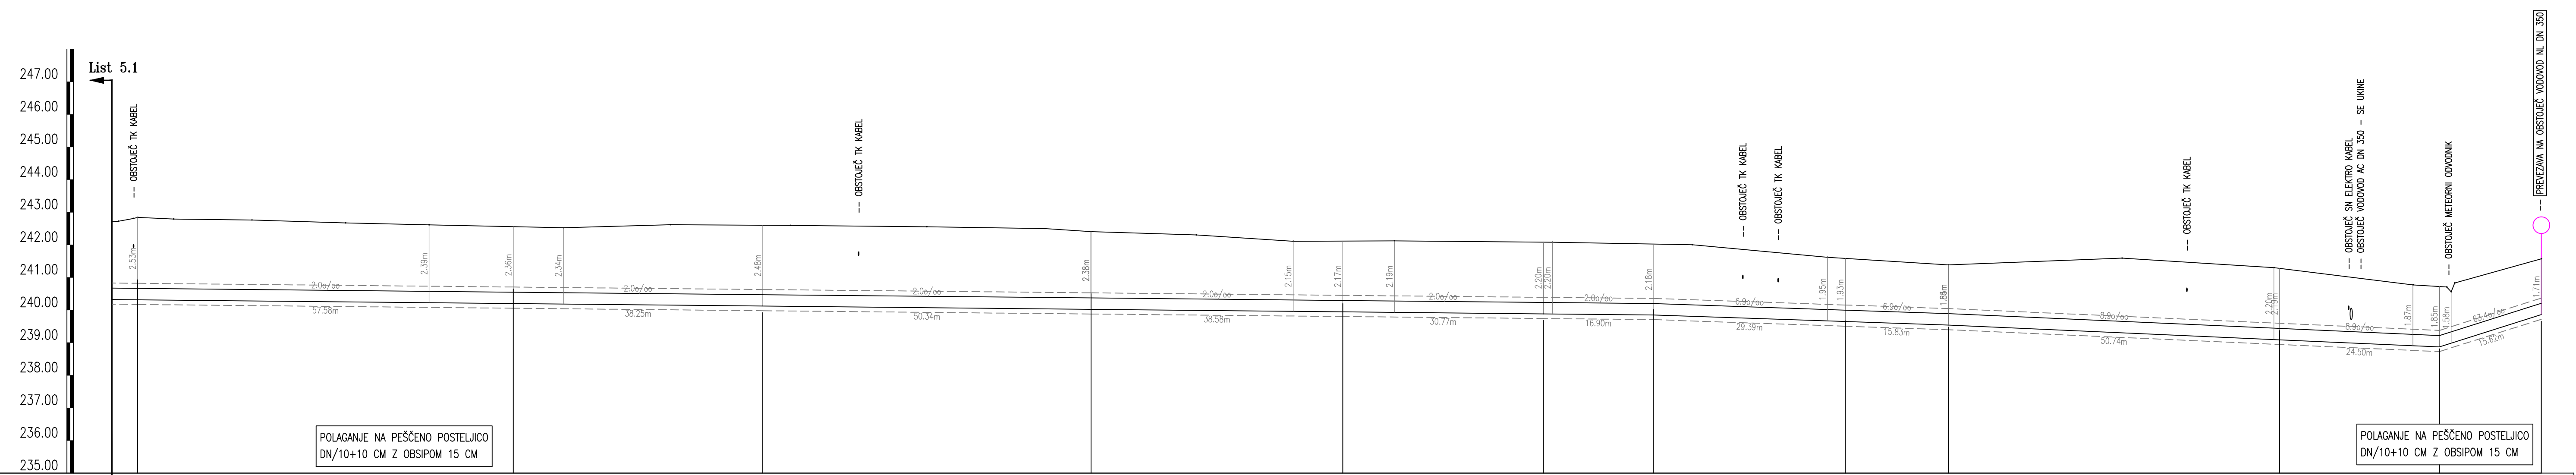 247.00
246.00
245.00
244.00
243.00
242.00
241.00
240.00
239.00
238.00
237.00
236.00
235.00
List 5.1
-- OBSTOJEČ TK KABEL
-- OBSTOJEČ TK KABEL
-- OBSTOJEČ TK KABEL
-- OBSTOJEČ TK KABEL
-- OBSTOJEČ TK KABEL
-- OBSTOJEČ SN ELEKTRO KABEL
-- OBSTOJEČ VODOVOD AC DN 350 - SE UKINE
-- OBSTOJEČ METEORNI ODVODNIK
PREVEZAVA NA OBSTOJEČ VODOVOD NL DN 350
2.53m
2.39m
2.36m
2.34m
2.48m
2.38m
2.15m
2.17m
2.19m
2.20m
2.20m
2.18m
1.95m
1.93m
2.20m
2.19m
1.87m
1.85m
1.58m
1.71m
2.0o/oo
2.0o/oo
2.0o/oo
2.0o/oo
2.0o/oo
2.0o/oo
6.9o/oo
6.9o/oo
8.9o/oo
8.9o/oo
63.4o/oo
57.58m
38.25m
50.34m
38.58m
30.77m
16.90m
29.39m
15.83m
50.74m
24.50m
15.62m
POLAGANJE NA PEŠČENO POSTELJICO
DN/10+10 CM Z OBSIPOM 15 CM
POLAGANJE NA PEŠČENO POSTELJICO
DN/10+10 CM Z OBSIPOM 15 CM